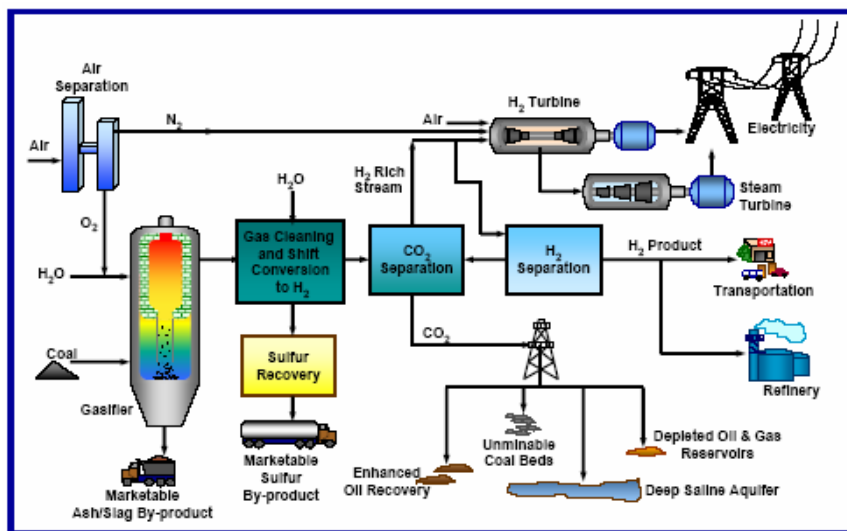 Air
Separation
Air
N2
Air
H2 Turbine
Electricity
H2O
H2 Rich
Stream
Steam
Turbine
O2
H2O
Gas Cleaning
and Shift
Conversion
to H2
CO2
Separation
H2
Separation
H2 Product
Transportation
Coal
CO2
Gasifier
Sulfur
Recovery
Refinery
Marketable
Ash/Slag By-product
Marketable
Sulfur
By-product
Enhanced
Oil Recovery
Unminable
Coal Beds
Deep Saline Aquifer
Depleted Oil & Gas
Reservoirs